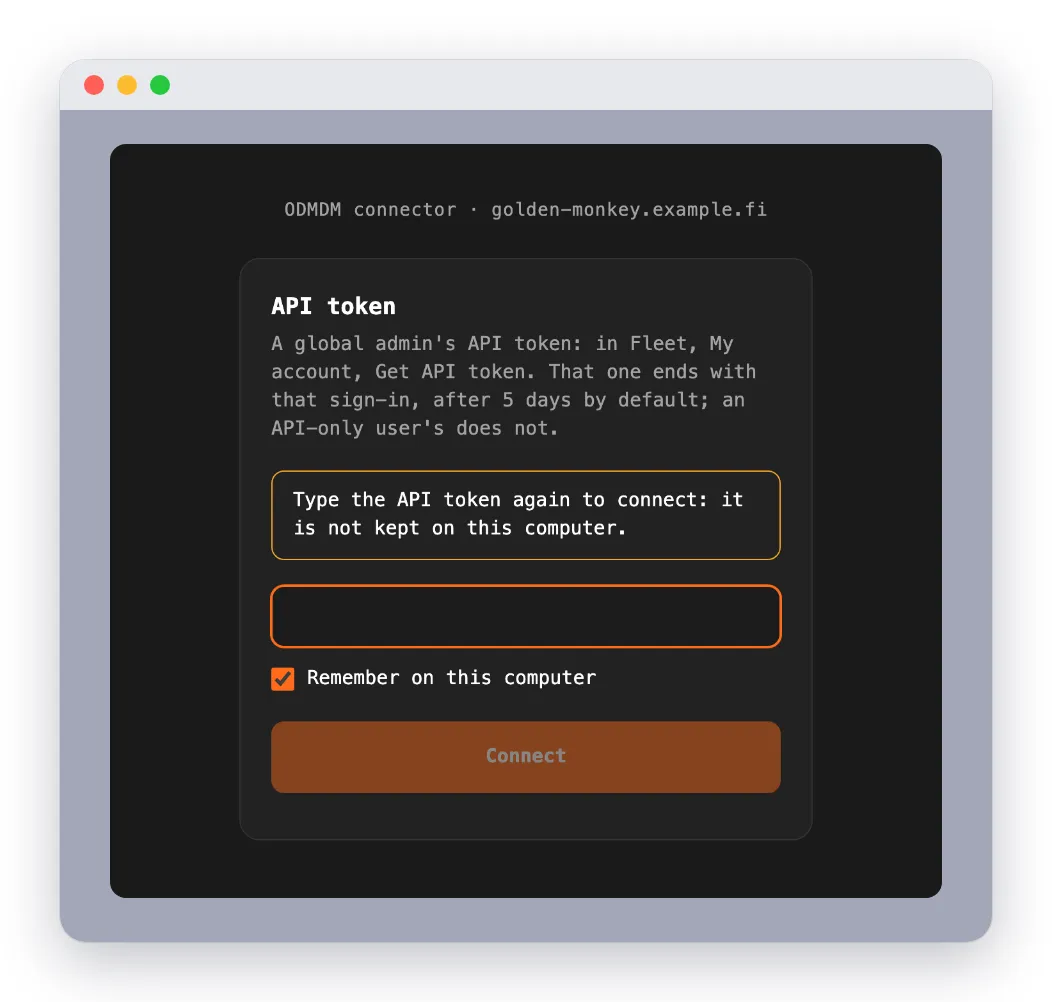 ODMDM connector · golden-monkey.example.fi
API token
A global admin's API token: in Fleet, My
account, Get API token. That one ends with
that sign-in, after 5 days by default; an
API-only user's does not.
Type the API token again to connect: it
is not kept on this computer.
Remember on this computer
Connect